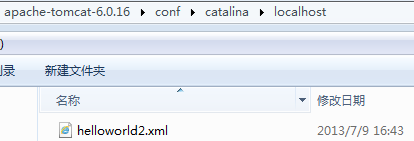 apache-tomcat-6.0.16 ▸ conf ▸ catalina ▸ localhost
)
录 新建文件夹
名称 修改日期
helloworld2.xml 2013/7/9 16:43